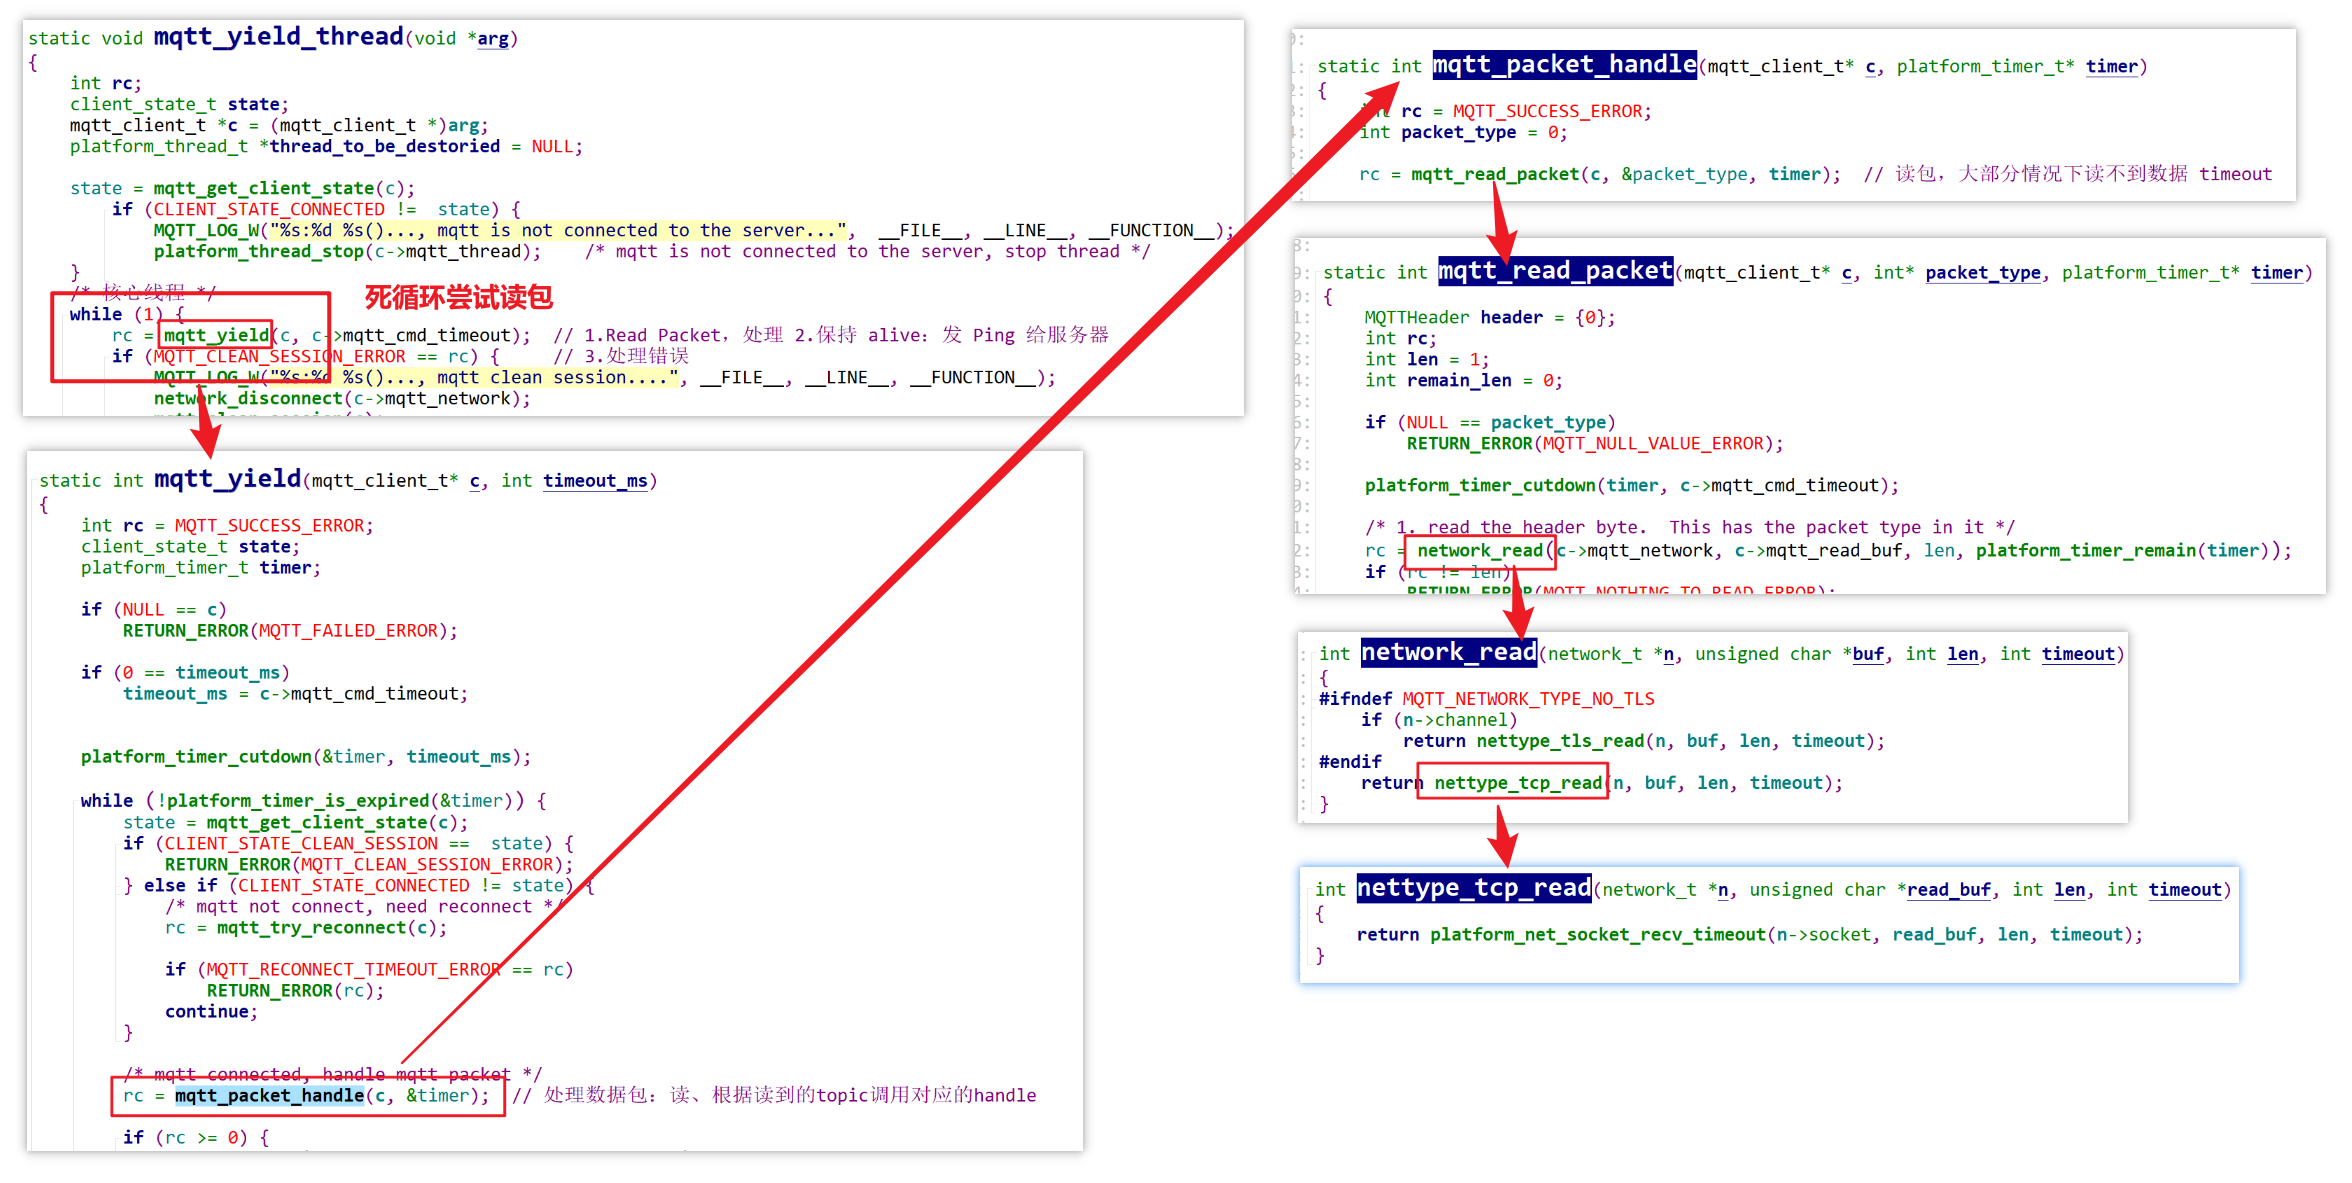 static void mqtt_yield_thread(void *arg)
{
int rc;
client_state_t state;
mqtt_client_t *c = (mqtt_client_t *)arg;
platform_thread_t *thread_to_be_destoried = NULL;
state = mqtt_get_client_state(c);
if (CLIENT_STATE_CONNECTED != state) {
MQTT_LOG_W("%s:%d %s()..., mqtt is not connected to the server...", __FILE__, __LINE__, __FUNCTION__);
platform_thread_stop(c->mqtt_thread); /* mqtt is not connected to the server, stop thread */
}
/* 核心线程 */
死循环尝试读包
while (1) {
rc = mqtt_yield(c, c->mqtt_cmd_timeout); // 1.Read Packet，处理 2.保持 alive：发 Ping 给服务器
if (MQTT_CLEAN_SESSION_ERROR == rc) { // 3.处理错误
MQTT_LOG_W("%s:%d %s()..., mqtt clean session....", __FILE__, __LINE__, __FUNCTION__);
network_disconnect(c->mqtt_network);
static int mqtt_yield(mqtt_client_t* c, int timeout_ms)
{
int rc = MQTT_SUCCESS_ERROR;
client_state_t state;
platform_timer_t timer;
if (NULL == c)
RETURN_ERROR(MQTT_FAILED_ERROR);
if (0 == timeout_ms)
timeout_ms = c->mqtt_cmd_timeout;
platform_timer_cutdown(&timer, timeout_ms);
while (!platform_timer_is_expired(&timer)) {
state = mqtt_get_client_state(c);
if (CLIENT_STATE_CLEAN_SESSION == state) {
RETURN_ERROR(MQTT_CLEAN_SESSION_ERROR);
} else if (CLIENT_STATE_CONNECTED != state) {
/* mqtt not connect, need reconnect */
rc = mqtt_try_reconnect(c);
if (MQTT_RECONNECT_TIMEOUT_ERROR == rc)
RETURN_ERROR(rc);
continue;
}
/* mqtt connected, handle mqtt packet */
rc = mqtt_packet_handle(c, &timer); // 处理数据包：读、根据读到的topic调用对应的handle
if (rc >= 0) {
static int mqtt_packet_handle(mqtt_client_t* c, platform_timer_t* timer)
{
int rc = MQTT_SUCCESS_ERROR;
int packet_type = 0;
rc = mqtt_read_packet(c, &packet_type, timer); // 读包，大部分情况下读不到数据 timeout
static int mqtt_read_packet(mqtt_client_t* c, int* packet_type, platform_timer_t* timer)
{
MQTTHeader header = {0};
int rc;
int len = 1;
int remain_len = 0;
if (NULL == packet_type)
RETURN_ERROR(MQTT_NULL_VALUE_ERROR);
platform_timer_cutdown(timer, c->mqtt_cmd_timeout);
/* 1. read the header byte. This has the packet type in it */
rc = network_read(c->mqtt_network, c->mqtt_read_buf, len, platform_timer_remain(timer));
if (rc != len)
RETURN_ERROR(MQTT_NOTHING_TO_READ_ERROR);
int network_read(network_t *n, unsigned char *buf, int len, int timeout)
{
#ifndef MQTT_NETWORK_TYPE_NO_TLS
if (n->channel)
return nettype_tls_read(n, buf, len, timeout);
#endif
return nettype_tcp_read(n, buf, len, timeout);
}
int nettype_tcp_read(network_t *n, unsigned char *read_buf, int len, int timeout)
{
return platform_net_socket_recv_timeout(n->socket, read_buf, len, timeout);
}